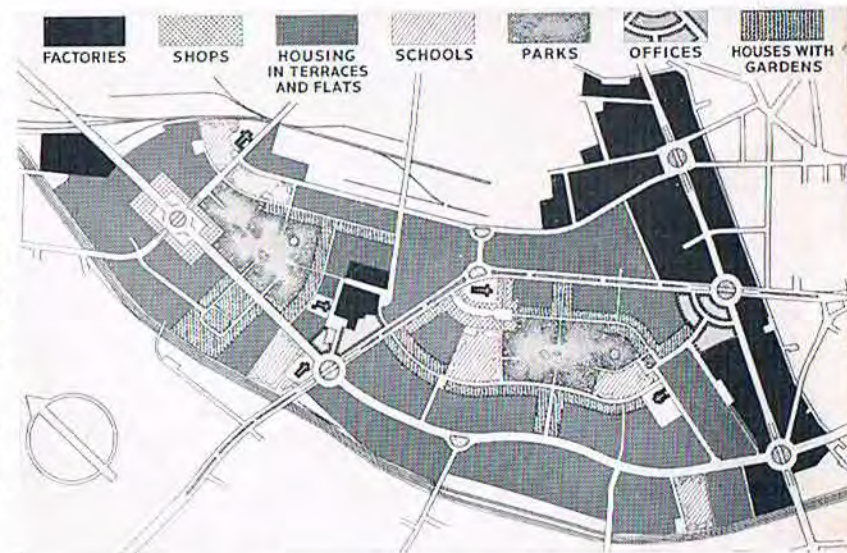 FACTORIES
SHOPS
HOUSING
IN TERRACES
AND FLATS
SCHOOLS
PARKS
OFFICES
HOUSES WITH
GARDENS